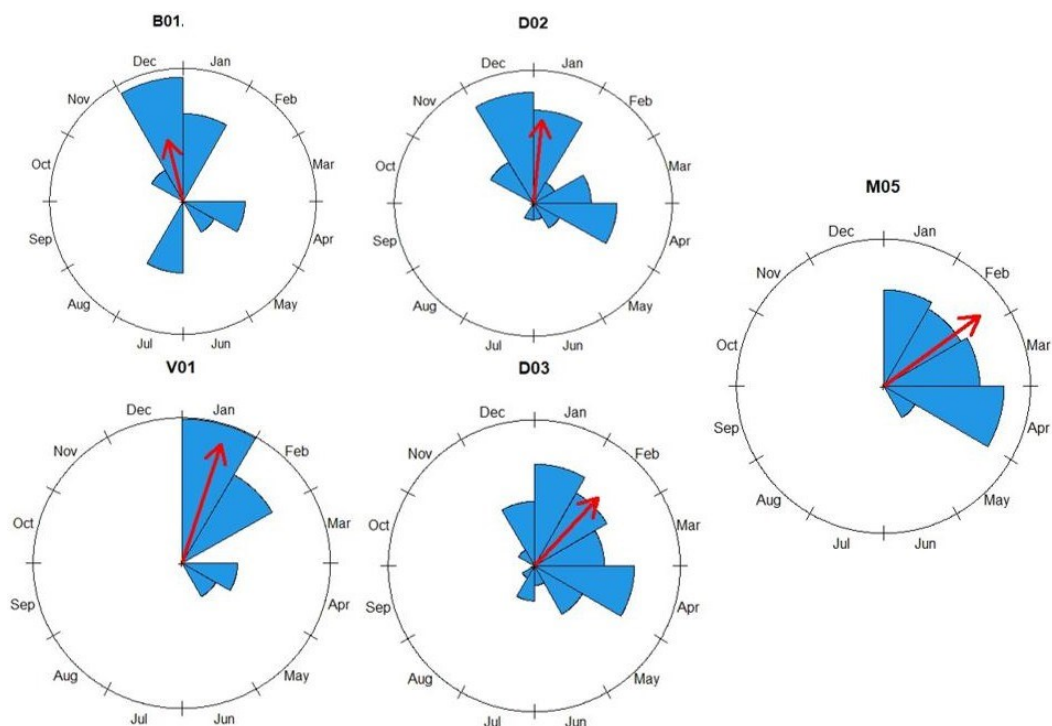 B01.
Dec Jan
Nov Feb
Oct Mar
Sep Apr
Aug May
Jul Jun
D02
Dec Jan
Nov Feb
Oct Mar
Sep Apr
Aug May
Jul Jun
V01
Dec Jan
Nov Feb
Oct Mar
Sep Apr
Aug May
Jul Jun
D03
Dec Jan
Nov Feb
Oct Mar
Sep Apr
Aug May
Jul Jun
M05
Dec Jan
Nov Feb
Oct Mar
Sep Apr
Aug May
Jul Jun